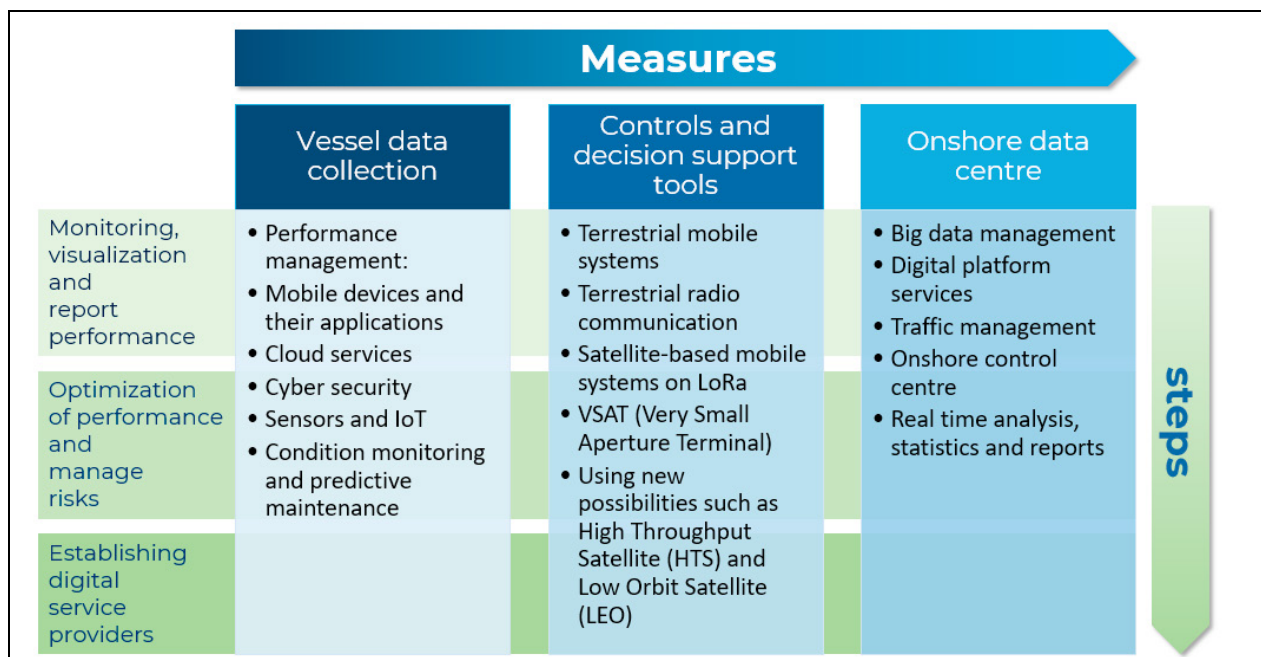 Measures
Vessel data
collection
Controls and
decision support
tools
Onshore data
centre
Monitoring,
visualization
and
report
performance
Optimization
of performance
and
manage
risks
Establishing
digital
service
providers
• Performance
management:
• Mobile devices and
their applications
• Cloud services
• Cyber security
• Sensors and IoT
• Condition monitoring
and predictive
maintenance
• Terrestrial mobile
systems
• Terrestrial radio
communication
• Satellite-based mobile
systems on LoRa
• VSAT (Very Small
Aperture Terminal)
• Using new
possibilities such as
High Throughput
Satellite (HTS) and
Low Orbit Satellite
(LEO)
• Big data management
• Digital platform
services
• Traffic management
• Onshore control
centre
• Real time analysis,
statistics and reports
steps